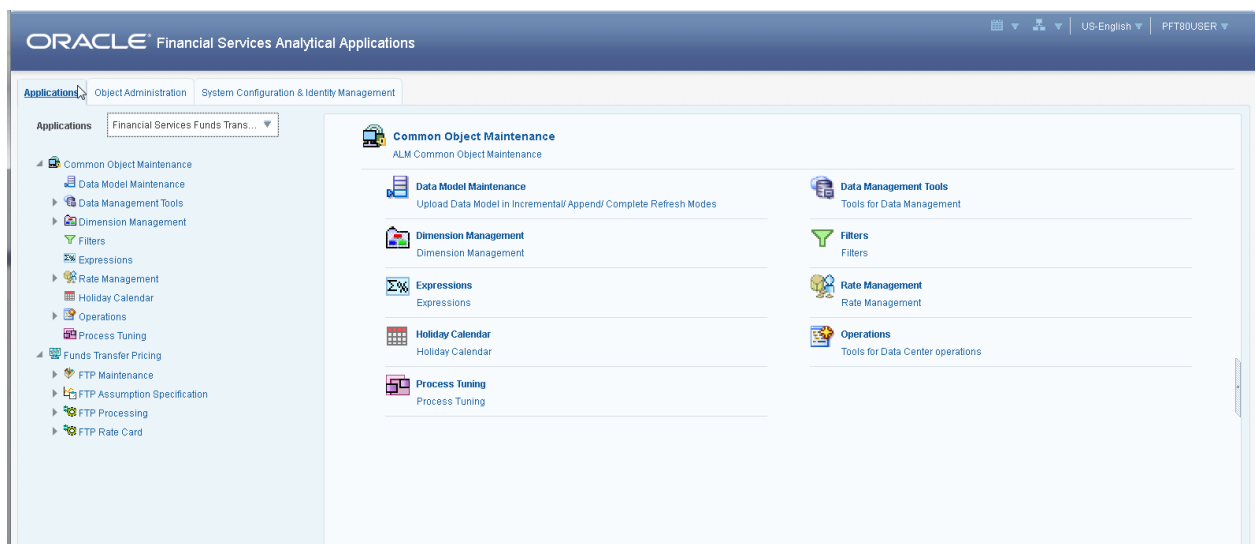 ORACLE® Financial Services Analytical Applications
US-English
PFT80USER
Applications
Object Administration
System Configuration & Identity Management
Applications
Financial Services Funds Trans...
Common Object Maintenance
Data Model Maintenance
Data Management Tools
Dimension Management
Filters
Expressions
Rate Management
Holiday Calendar
Operations
Process Tuning
Funds Transfer Pricing
FTP Maintenance
FTP Assumption Specification
FTP Processing
FTP Rate Card
Common Object Maintenance
ALM Common Object Maintenance
Data Model Maintenance
Upload Data Model in Incremental/ Append/ Complete Refresh Modes
Data Management Tools
Tools for Data Management
Dimension Management
Dimension Management
Filters
Filters
Expressions
Expressions
Rate Management
Rate Management
Holiday Calendar
Holiday Calendar
Operations
Tools for Data Center operations
Process Tuning
Process Tuning